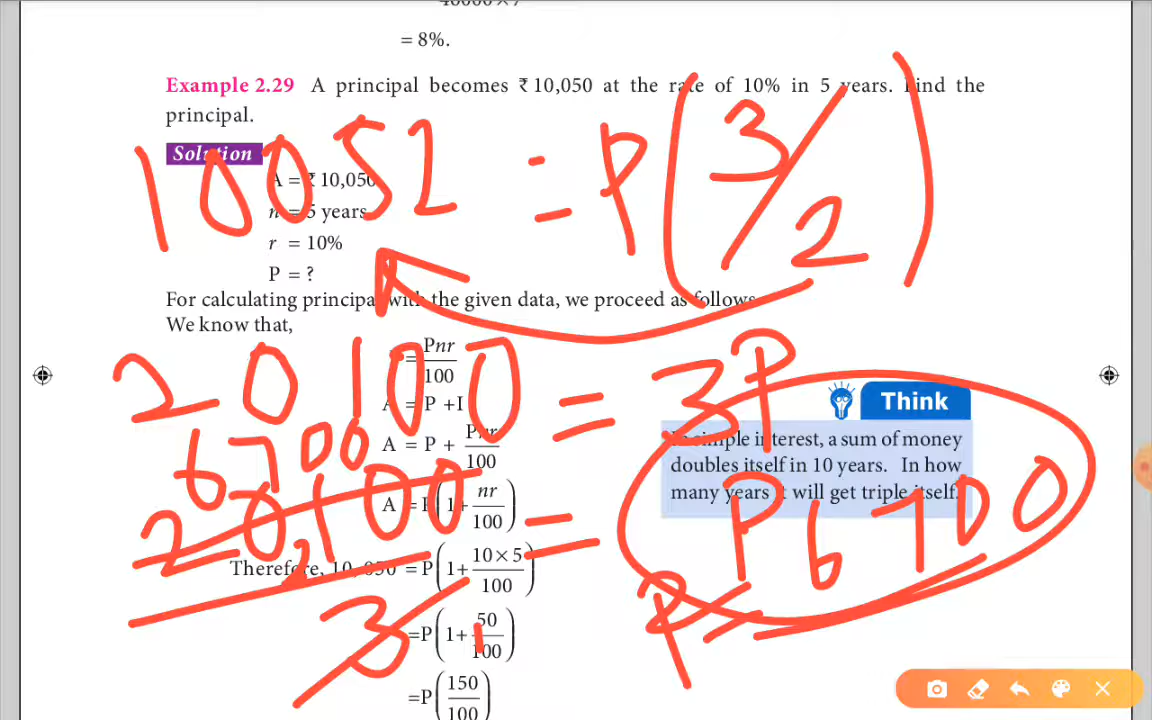 = 8%.
Example 2.29 A principal becomes ₹ 10,050 at the rate of 10% in 5 years. Find the
principal.
Solution
A = ₹ 10,050
n = 5 years
r = 10%
P = ?
For calculating principal with the given data, we proceed as follows
We know that,
= Pnr/100
A = P + I
A = P + Pnr/100
A = P(1+ nr/100)
Therefore, 10,050 = P(1+ 10×5/100)
=P(1+ 50/100)
=P(150/100)
Think
In simple interest, a sum of money
doubles itself in 10 years. In how
many years it will get triple itself.
= P(3/2)
20100 = 3P
6700
20,100 =
3
P 6700
P=